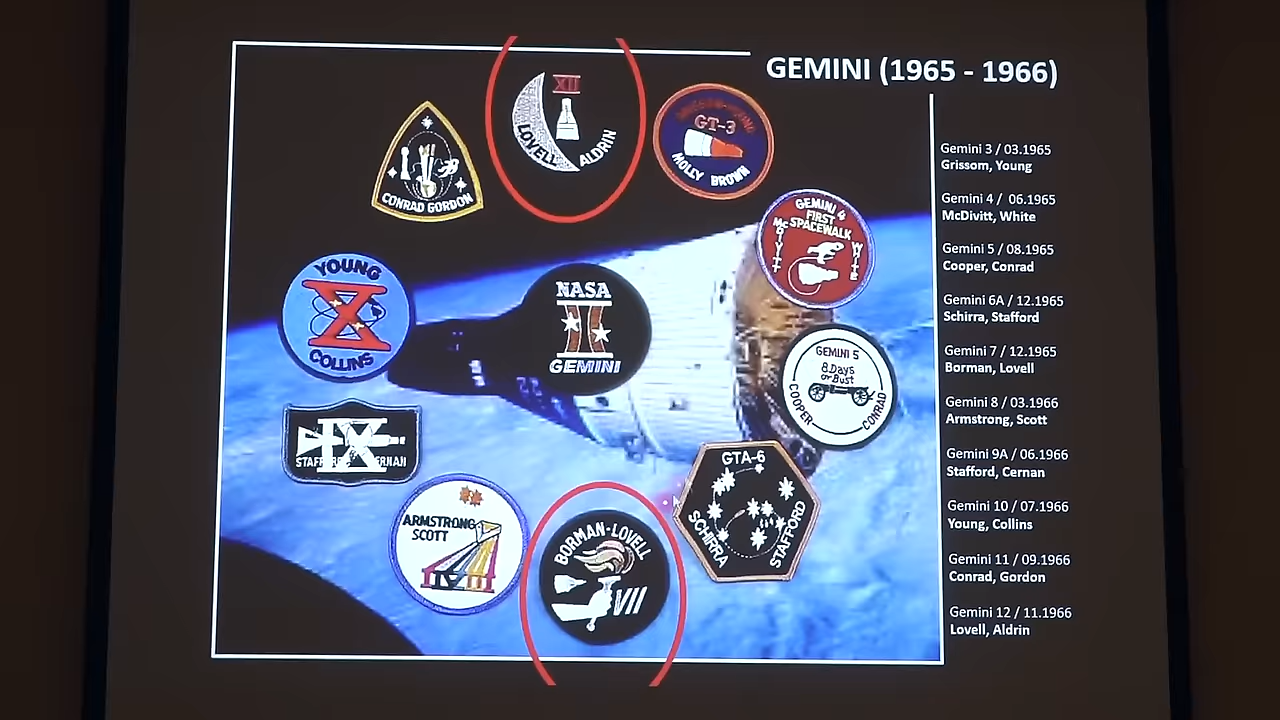 GEMINI (1965 - 1966)
XII
LOVELL
ALDRIN
GT-3
MOLLY BROWN
CONRAD GORDON
GEMINI 4
FIRST
SPACEWALK
McDIVITT
WHITE
YOUNG
X
COLLINS
NASA
II
GEMINI
GEMINI 5
8 Days
or Bust
COOPER
CONRAD
IX
GTA-6
SCHIRRA
STAFFORD
ARMSTRONG
SCOTT
VIII
BORMAN-LOVELL
VII
Gemini 3 / 03.1965
Grissom, Young
Gemini 4 / 06.1965
McDivitt, White
Gemini 5 / 08.1965
Cooper, Conrad
Gemini 6A / 12.1965
Schirra, Stafford
Gemini 7 / 12.1965
Borman, Lovell
Gemini 8 / 03.1966
Armstrong, Scott
Gemini 9A / 06.1966
Stafford, Cernan
Gemini 10 / 07.1966
Young, Collins
Gemini 11 / 09.1966
Conrad, Gordon
Gemini 12 / 11.1966
Lovell, Aldrin